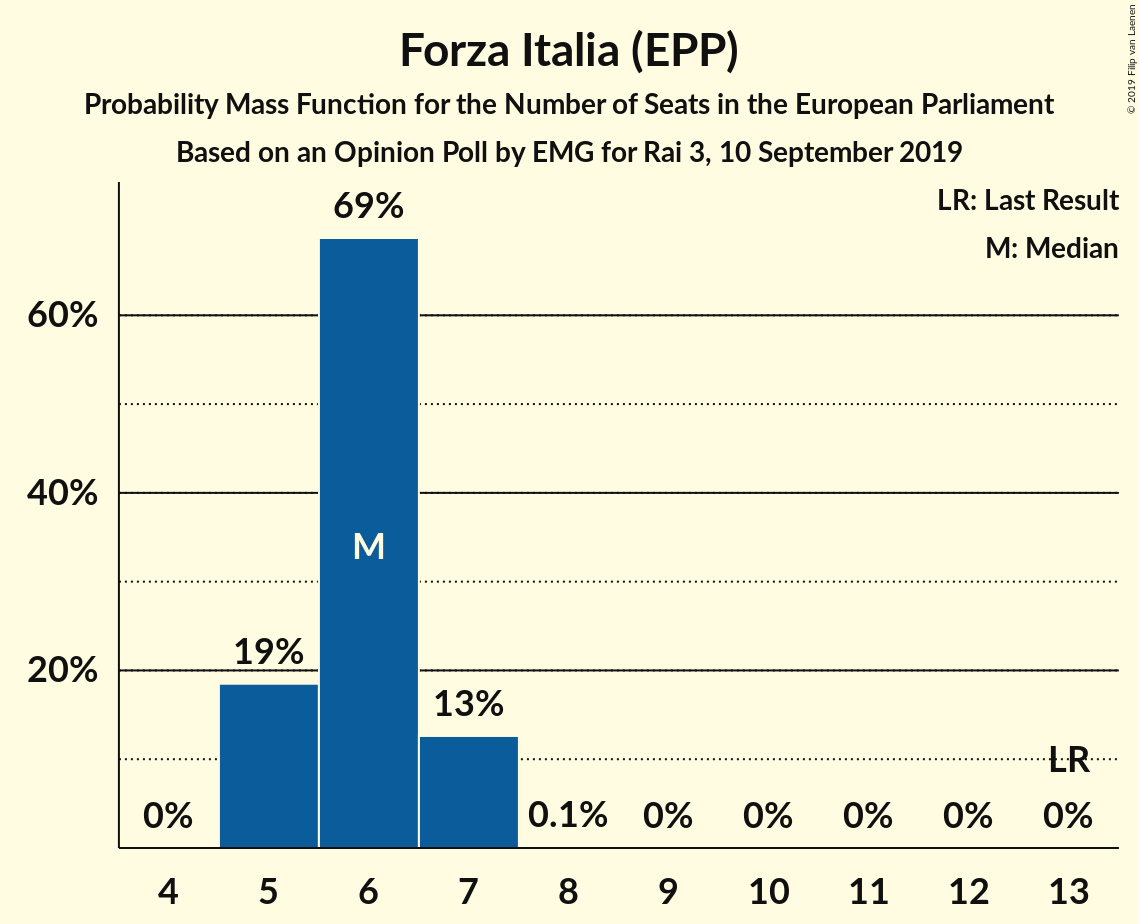 Forza Italia (EPP)
Probability Mass Function for the Number of Seats in the European Parliament
Based on an Opinion Poll by EMG for Rai 3, 10 September 2019
© 2019 Filip van Laenen
LR: Last Result
M: Median
69%
60%
40%
M
19%
20%
13%
LR
0%
0.1%
0%
0%
0%
0%
0%
4
5
6
7
8
9
10
11
12
13